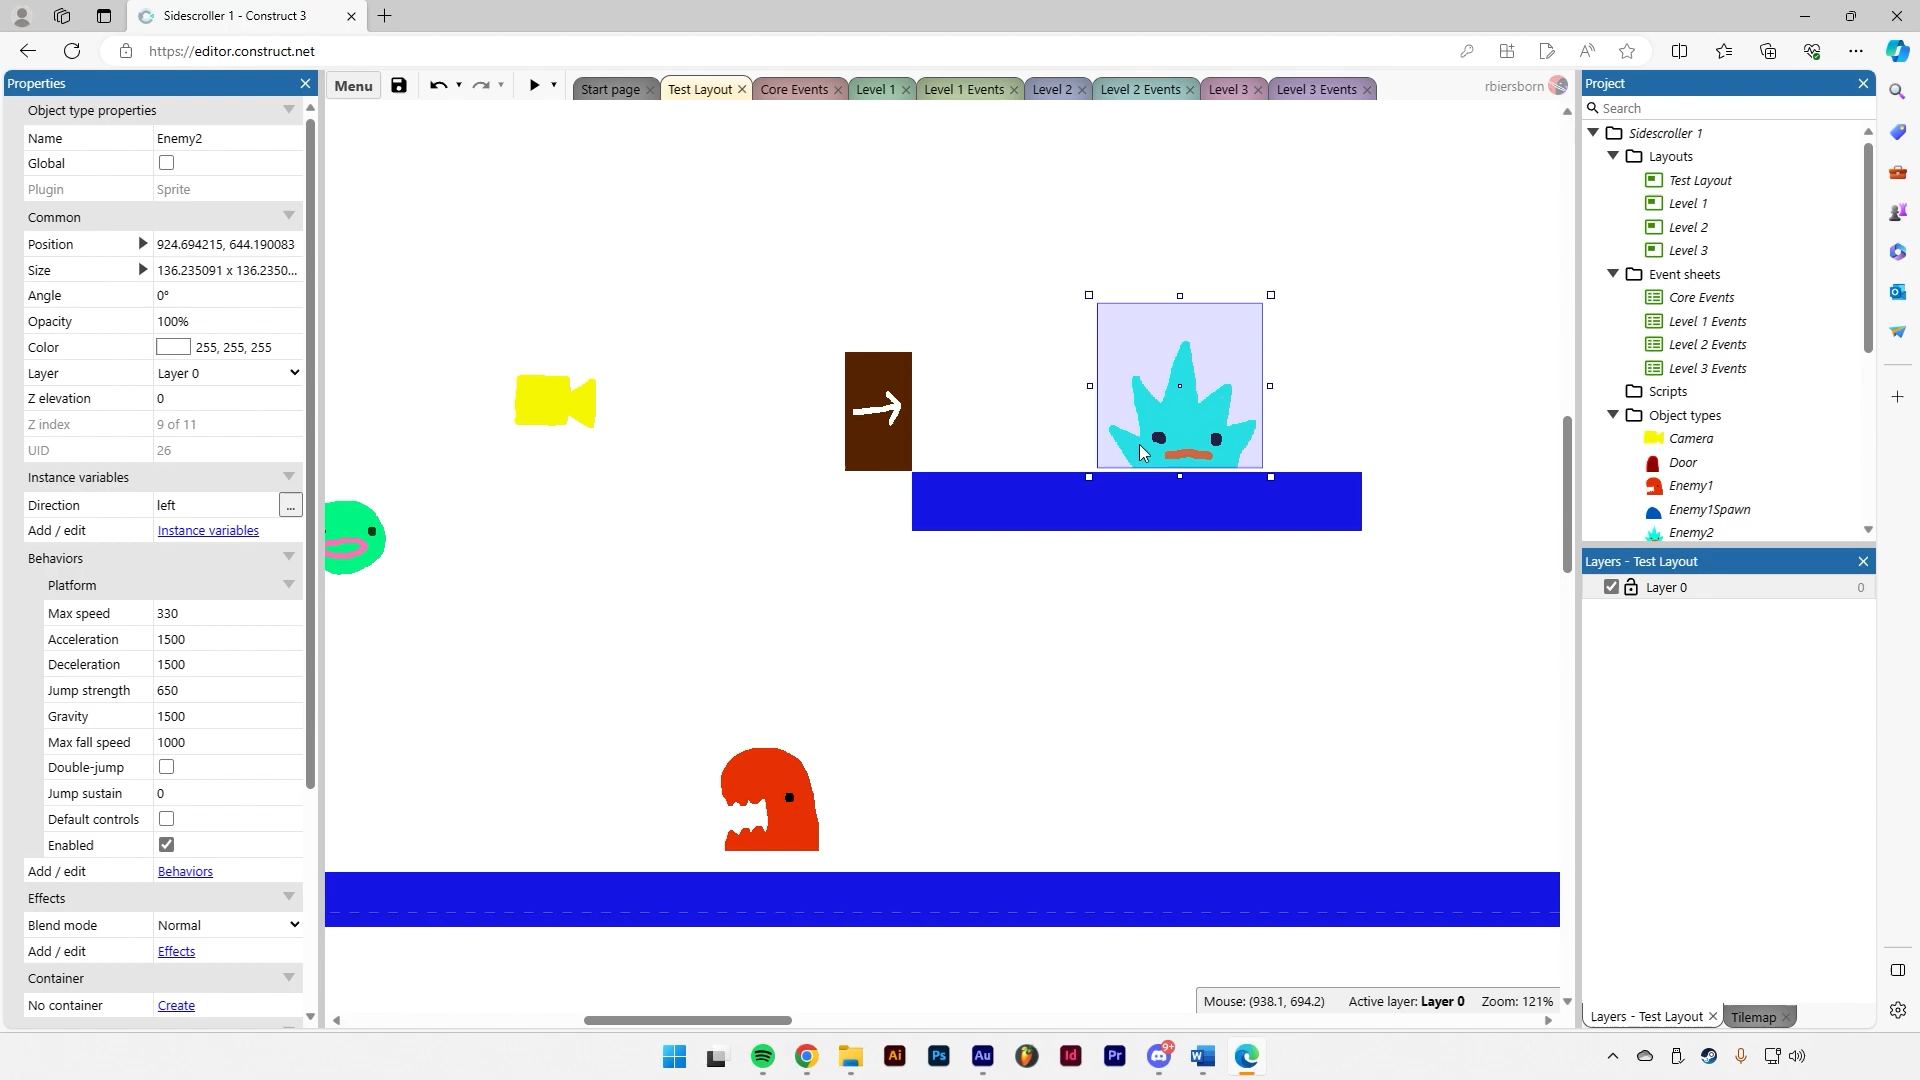 Sidescroller 1 - Construct 3
https://editor.construct.net
Properties
Object type properties
Name Enemy2
Global
Plugin Sprite
Common
Position 924.694215, 644.190083
Size 136.235091 x 136.2350...
Angle 0°
Opacity 100%
Color 255, 255, 255
Layer Layer 0
Z elevation 0
Z index 9 of 11
UID 26
Instance variables
Direction left ...
Add / edit Instance variables
Behaviors
Platform
Max speed 330
Acceleration 1500
Deceleration 1500
Jump strength 650
Gravity 1500
Max fall speed 1000
Double-jump
Jump sustain 0
Default controls
Enabled
Add / edit Behaviors
Effects
Blend mode Normal
Add / edit Effects
Container
No container Create
Menu
Start page Test Layout Core Events Level 1 Level 1 Events Level 2 Level 2 Events Level 3 Level 3 Events
rbiersborn
Mouse: (938.1, 694.2) Active layer: Layer 0 Zoom: 121%
Project
Search
Sidescroller 1
Layouts
Test Layout
Level 1
Level 2
Level 3
Event sheets
Core Events
Level 1 Events
Level 2 Events
Level 3 Events
Scripts
Object types
Camera
Door
Enemy1
Enemy1Spawn
Enemy2
Layers - Test Layout
Layer 0 0
Layers - Test Layout Tilemap
Ai Ps Au Id Pr 9+ W